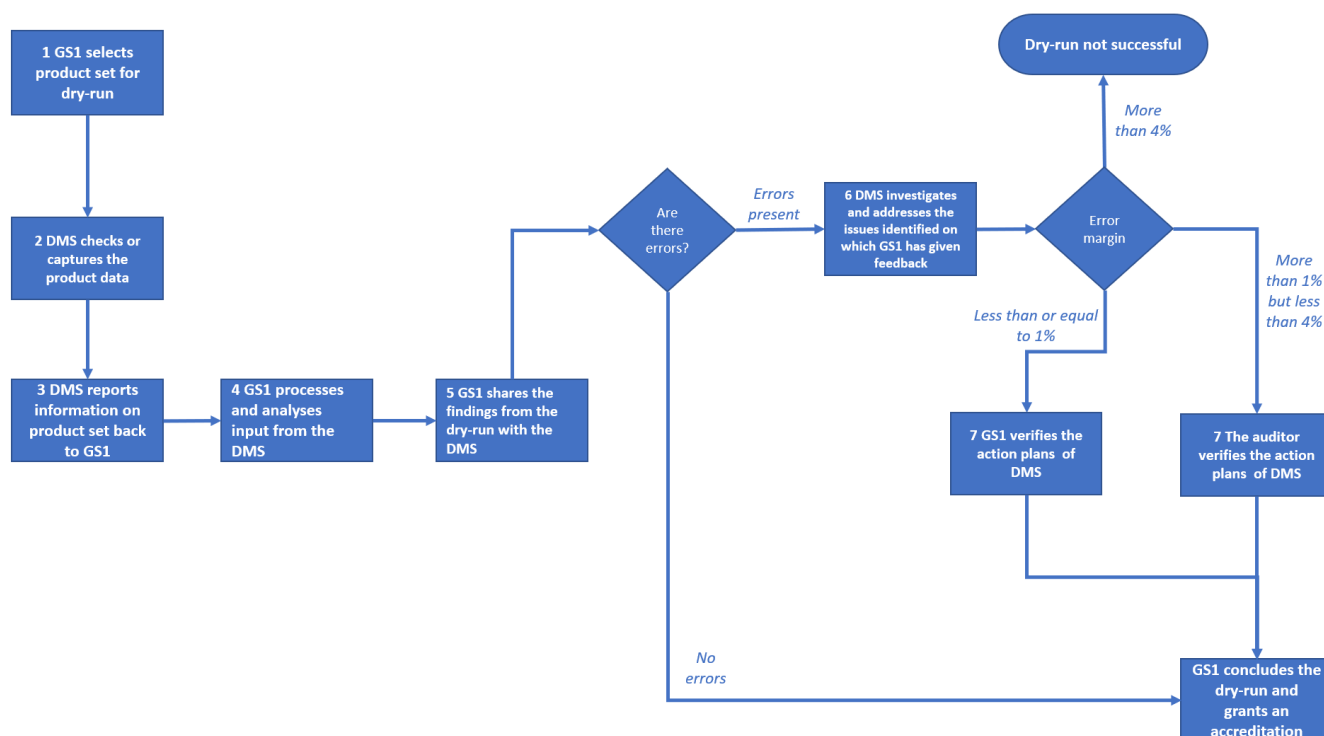 1 GS1 selects
product set for
dry-run
2 DMS checks or
captures the
product data
3 DMS reports
information on
product set back
to GS1
4 GS1 processes
and analyses
input from the
DMS
5 GS1 shares the
findings from the
dry-run with the
DMS
Are
there
errors?
Errors
present
No
errors
6 DMS investigates
and addresses the
issues identified on
which GS1 has given
feedback
Error
margin
More
than 4%
Dry-run not successful
Less than or equal
to 1%
More
than 1%
but less
than 4%
7 GS1 verifies the
action plans of
DMS
7 The auditor
verifies the action
plans of DMS
GS1 concludes the
dry-run and
grants an
accreditation